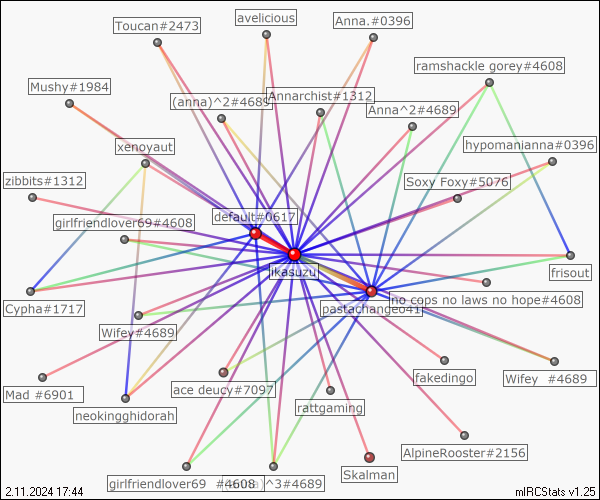 avelicious
Toucan#2473
Anna.#0396
ramshackle gorey#4608
Mushy#1984
(anna)^2#4689
Annarchist#1312
Anna^2#4689
xenoyaut
hypomanianna#0396
zibbits#1312
Soxy Foxy#5076
girlfriendlover69#4608
default#0617
ikasuzu
frisout
Cypha#1717
no cops no laws no hope#4608
pastachangeo41
Wifey#4689
Mad #6901
ace deucy#7097
fakedingo
Wifey  #4689
neokingghidorah
rattgaming
AlpineRooster#2156
Skalman
girlfriendlover69  #4608
^3#4689
2.11.2024 17:44
mIRCStats v1.25